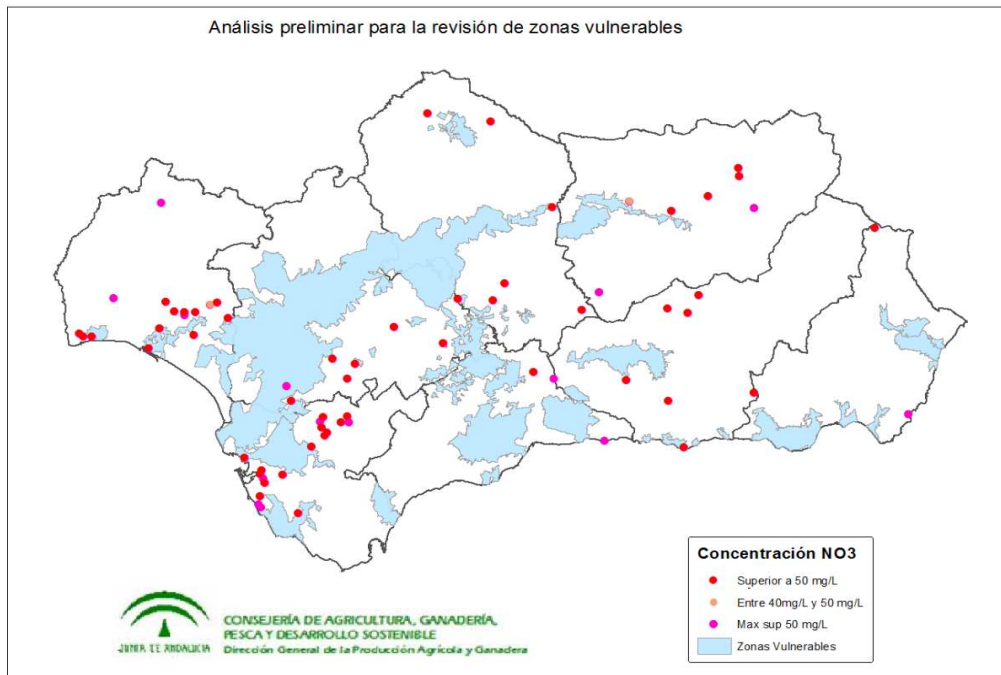 Análisis preliminar para la revisión de zonas vulnerables
Concentración NO3
Superior a 50 mg/L
Entre 40mg/L y 50 mg/L
Max sup 50 mg/L
Zonas Vulnerables
JUNTA DE ANDALUCIA
CONSEJERÍA DE AGRICULTURA, GANADERÍA,
PESCA Y DESARROLLO SOSTENIBLE
Dirección General de la Producción Agrícola y Ganadera